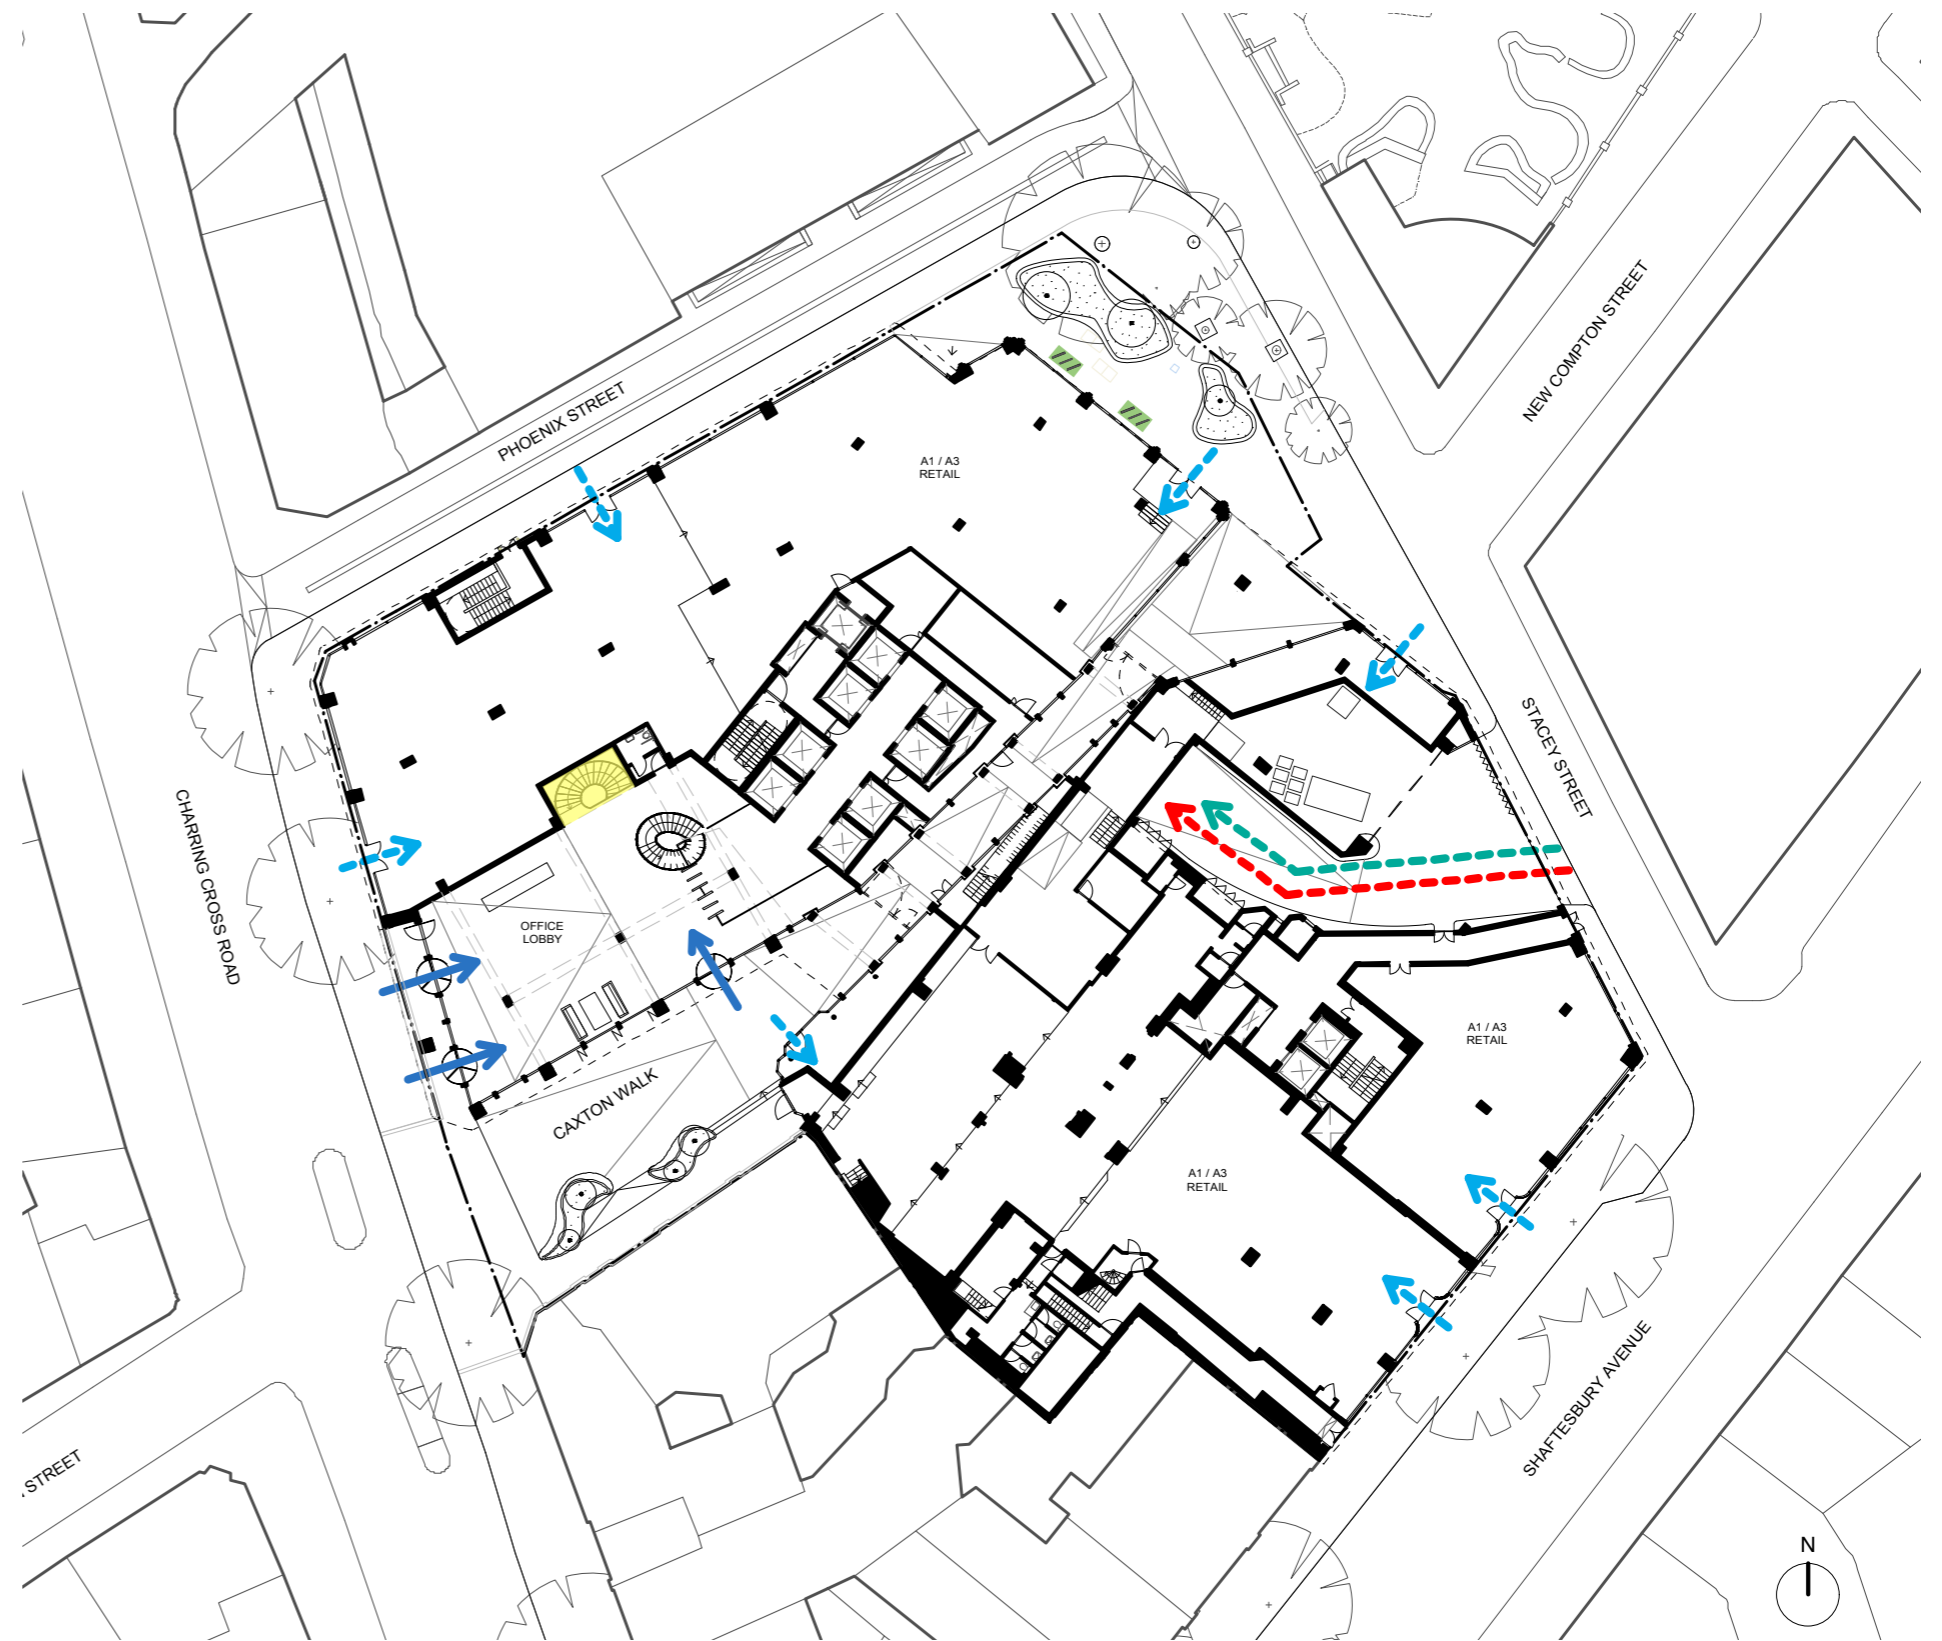 PHOENIX STREET
NEW COMPTON STREET
A1 / A3
RETAIL
STACEY STREET
CHARRING CROSS ROAD
OFFICE
LOBBY
A1 / A3
RETAIL
CAXTON WALK
A1 / A3
RETAIL
SHAFTESBURY AVENUE
STREET
N